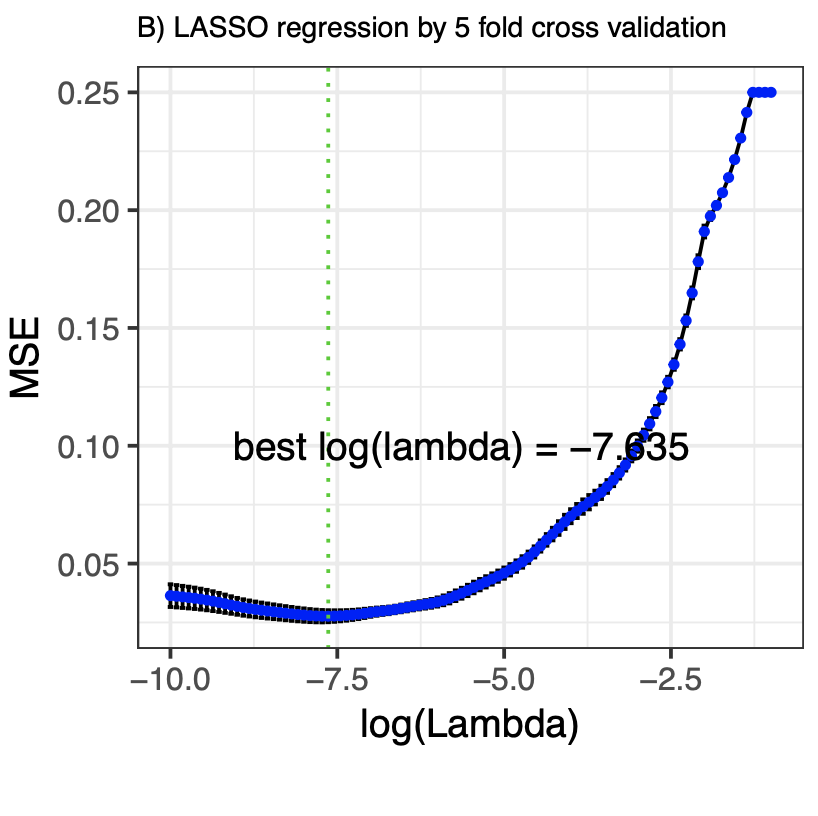 B) LASSO regression by 5 fold cross validation
0.25
0.20
0.15
0.10
0.05
MSE
best log(lambda) = −7.635
−10.0 −7.5 −5.0 −2.5
log(Lambda)